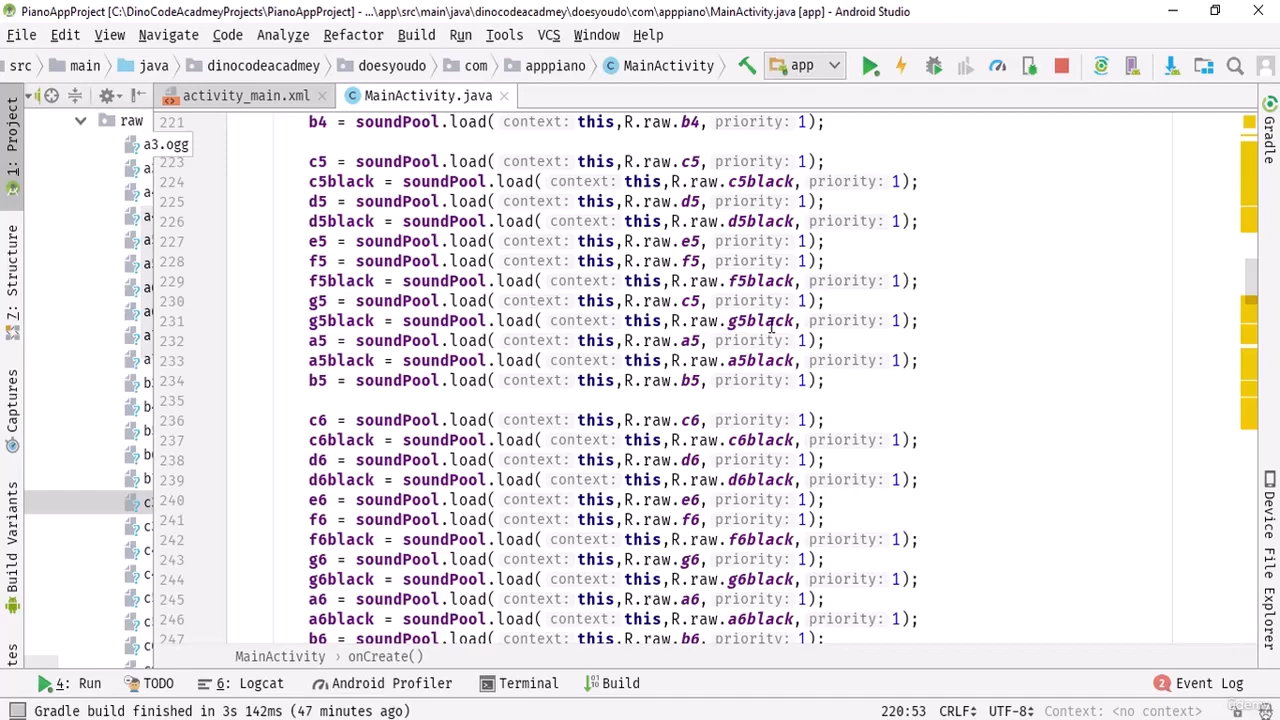 PianoAppProject [C:\DinoCodeAcadmeyProjects\PianoAppProject] - ...\app\src\main\java\dinocodeacadmey\doesyoudo\com\apppiano\MainActivity.java [app] - Android Studio
File Edit View Navigate Code Analyze Refactor Build Run Tools VCS Window Help
src main java dinocodeacadmey doesyoudo com apppiano MainActivity app
activity_main.xml MainActivity.java
1: Project
7: Structure
Captures
Build Variants
raw
a3.ogg
221 b4 = soundPool.load( context: this,R.raw.b4, priority: 1);
223 c5 = soundPool.load( context: this,R.raw.c5, priority: 1);
224 c5black = soundPool.load( context: this,R.raw.c5black, priority: 1);
225 d5 = soundPool.load( context: this,R.raw.d5, priority: 1);
226 d5black = soundPool.load( context: this,R.raw.d5black, priority: 1);
227 e5 = soundPool.load( context: this,R.raw.e5, priority: 1);
228 f5 = soundPool.load( context: this,R.raw.f5, priority: 1);
229 f5black = soundPool.load( context: this,R.raw.f5black, priority: 1);
230 g5 = soundPool.load( context: this,R.raw.c5, priority: 1);
231 g5black = soundPool.load( context: this,R.raw.g5black, priority: 1);
232 a5 = soundPool.load( context: this,R.raw.a5, priority: 1);
233 a5black = soundPool.load( context: this,R.raw.a5black, priority: 1);
234 b5 = soundPool.load( context: this,R.raw.b5, priority: 1);
235
236 c6 = soundPool.load( context: this,R.raw.c6, priority: 1);
237 c6black = soundPool.load( context: this,R.raw.c6black, priority: 1);
238 d6 = soundPool.load( context: this,R.raw.d6, priority: 1);
239 d6black = soundPool.load( context: this,R.raw.d6black, priority: 1);
240 e6 = soundPool.load( context: this,R.raw.e6, priority: 1);
241 f6 = soundPool.load( context: this,R.raw.f6, priority: 1);
242 f6black = soundPool.load( context: this,R.raw.f6black, priority: 1);
243 g6 = soundPool.load( context: this,R.raw.g6, priority: 1);
244 g6black = soundPool.load( context: this,R.raw.g6black, priority: 1);
245 a6 = soundPool.load( context: this,R.raw.a6, priority: 1);
246 a6black = soundPool.load( context: this,R.raw.a6black, priority: 1);
247 b6 = soundPool.load( context: this,R.raw.b6, priority: 1);
MainActivity › onCreate()
Gradle
Device File Explorer
4: Run TODO 6: Logcat Android Profiler Terminal Build 2 Event Log
Gradle build finished in 3s 142ms (47 minutes ago) 220:53 CRLF UTF-8 Context: <no context>